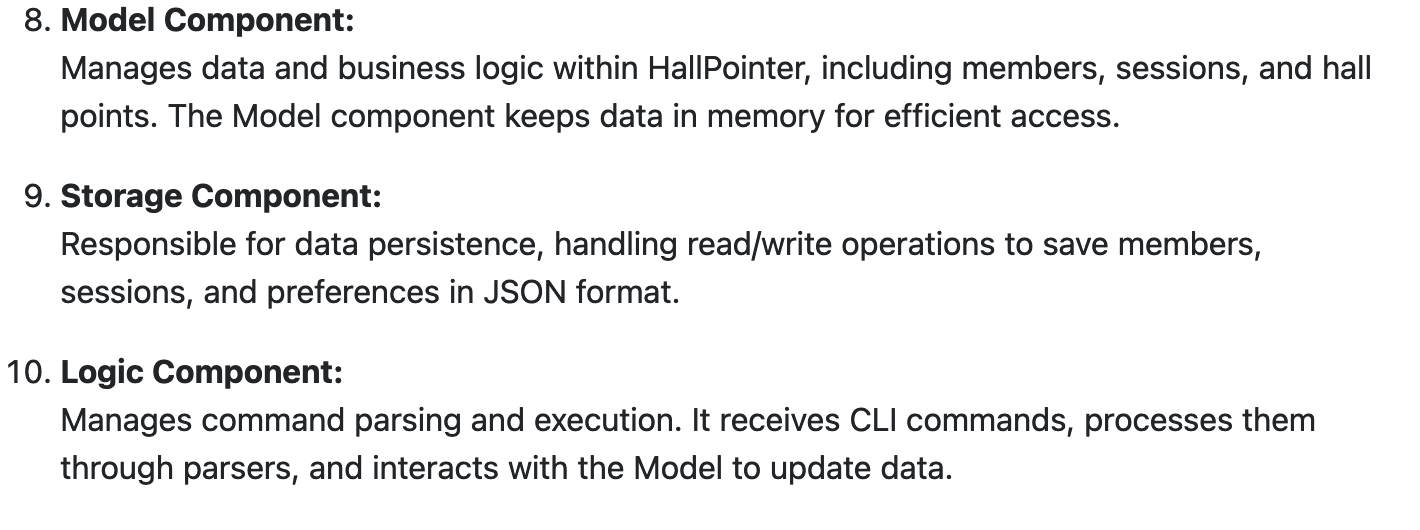 8. Model Component:
Manages data and business logic within HallPointer, including members, sessions, and hall
points. The Model component keeps data in memory for efficient access.
9. Storage Component:
Responsible for data persistence, handling read/write operations to save members,
sessions, and preferences in JSON format.
10. Logic Component:
Manages command parsing and execution. It receives CLI commands, processes them
through parsers, and interacts with the Model to update data.